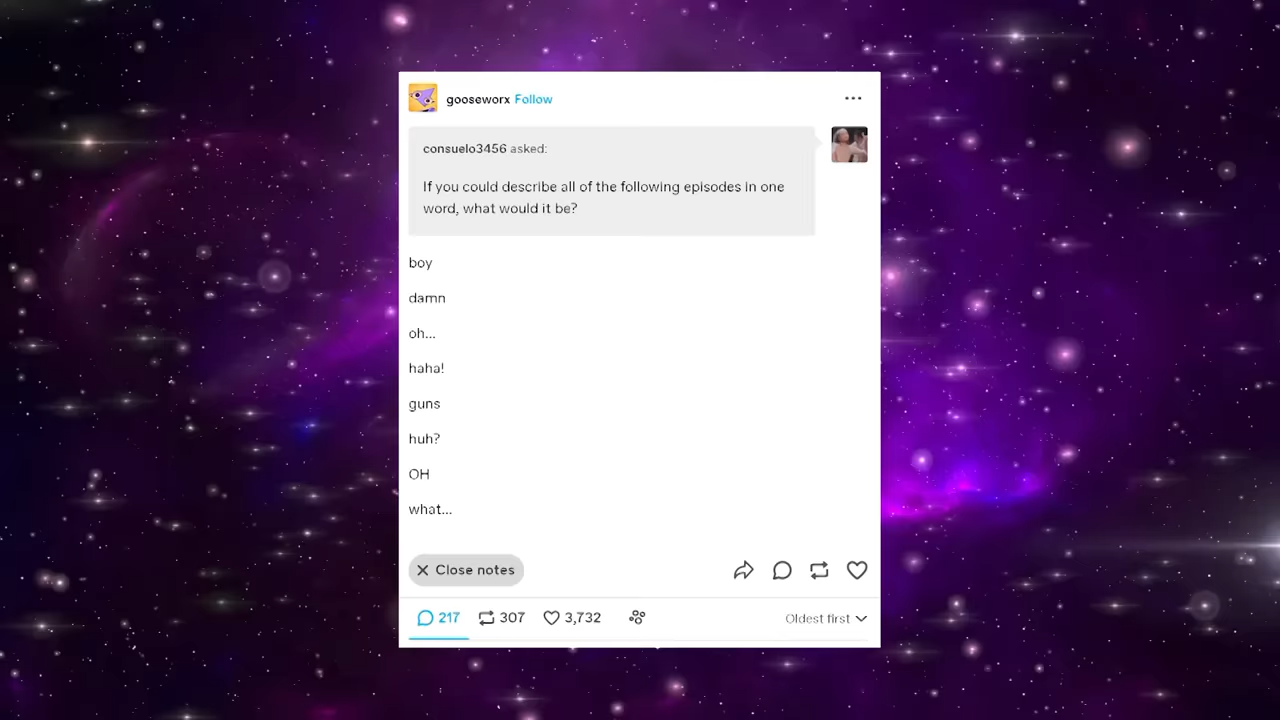 gooseworx Follow
consuelo3456 asked:
If you could describe all of the following episodes in one
word, what would it be?
boy
damn
oh...
haha!
guns
huh?
OH
what...
Close notes
217 307 3,732 Oldest first